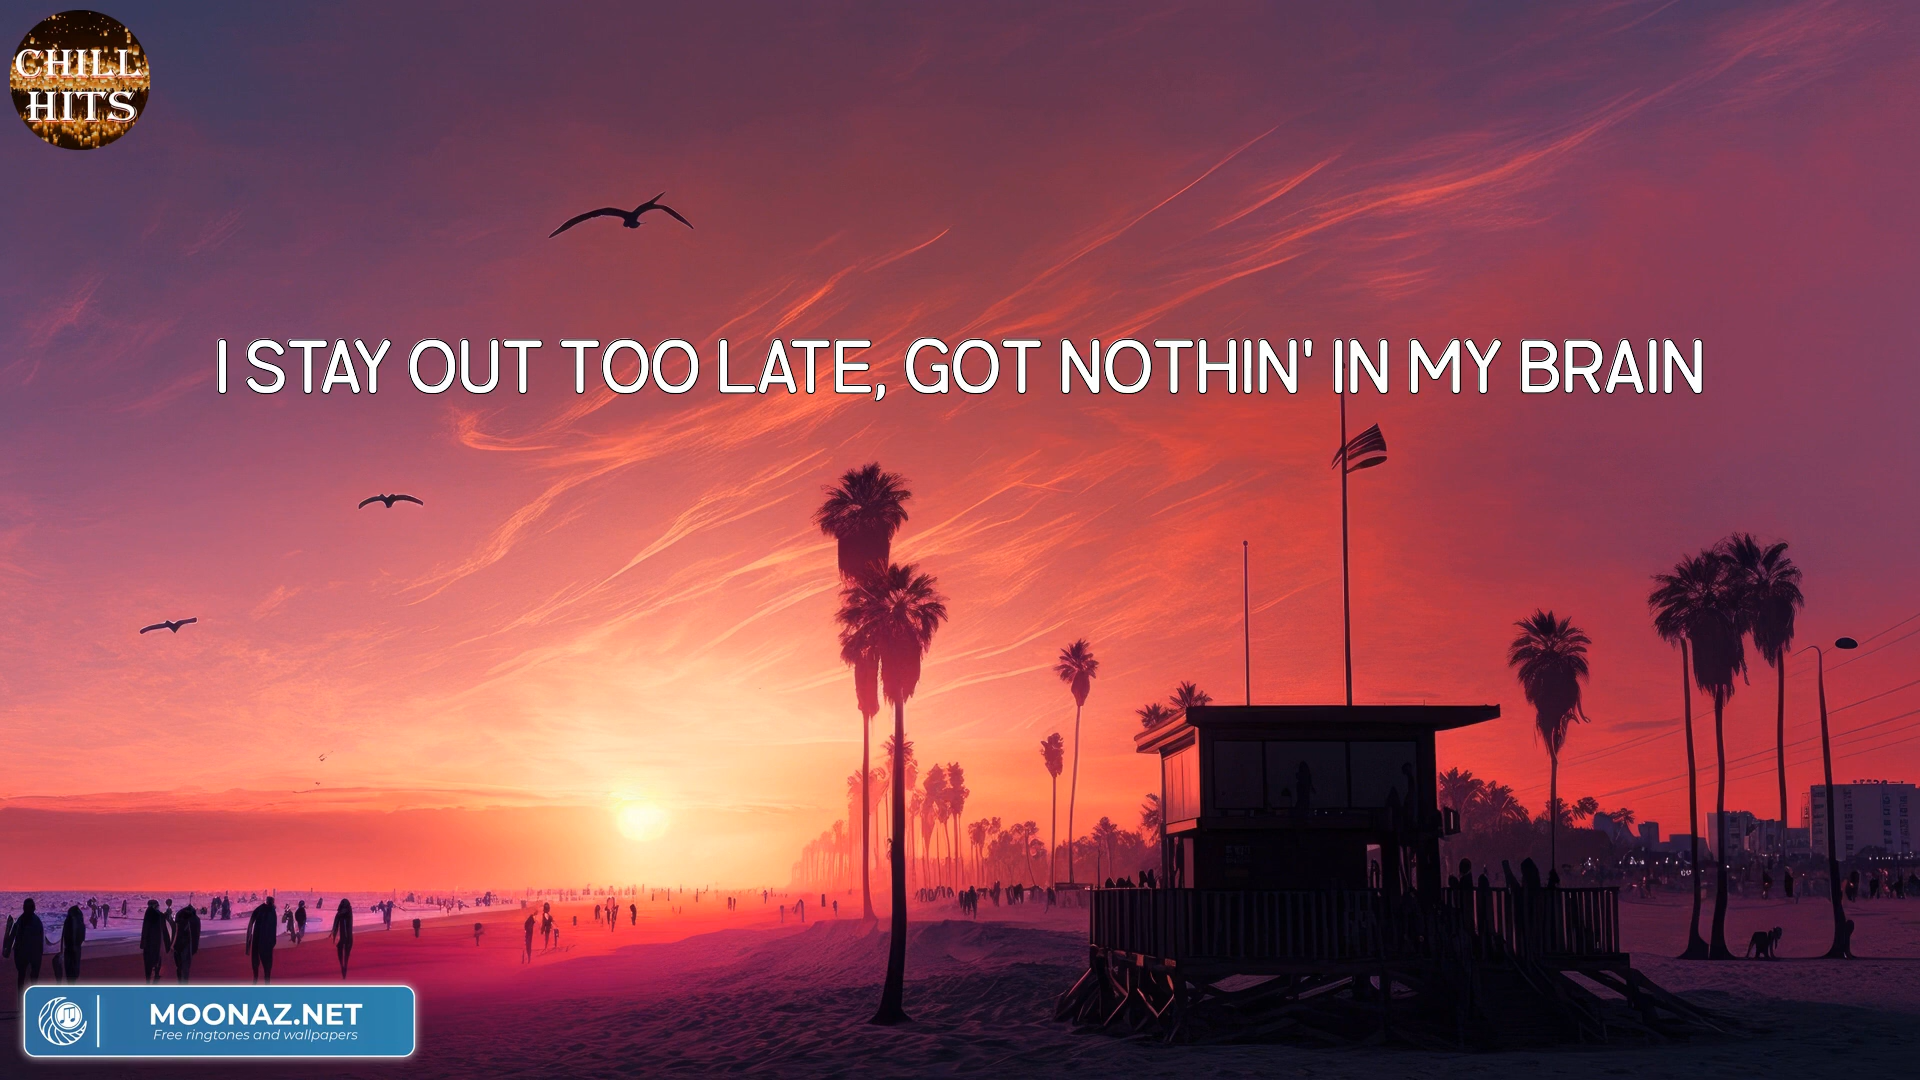 CHILL
HITS
I STAY OUT TOO LATE, GOT NOTHIN' IN MY BRAIN
MOONAZ.NET
Free ringtones and wallpapers